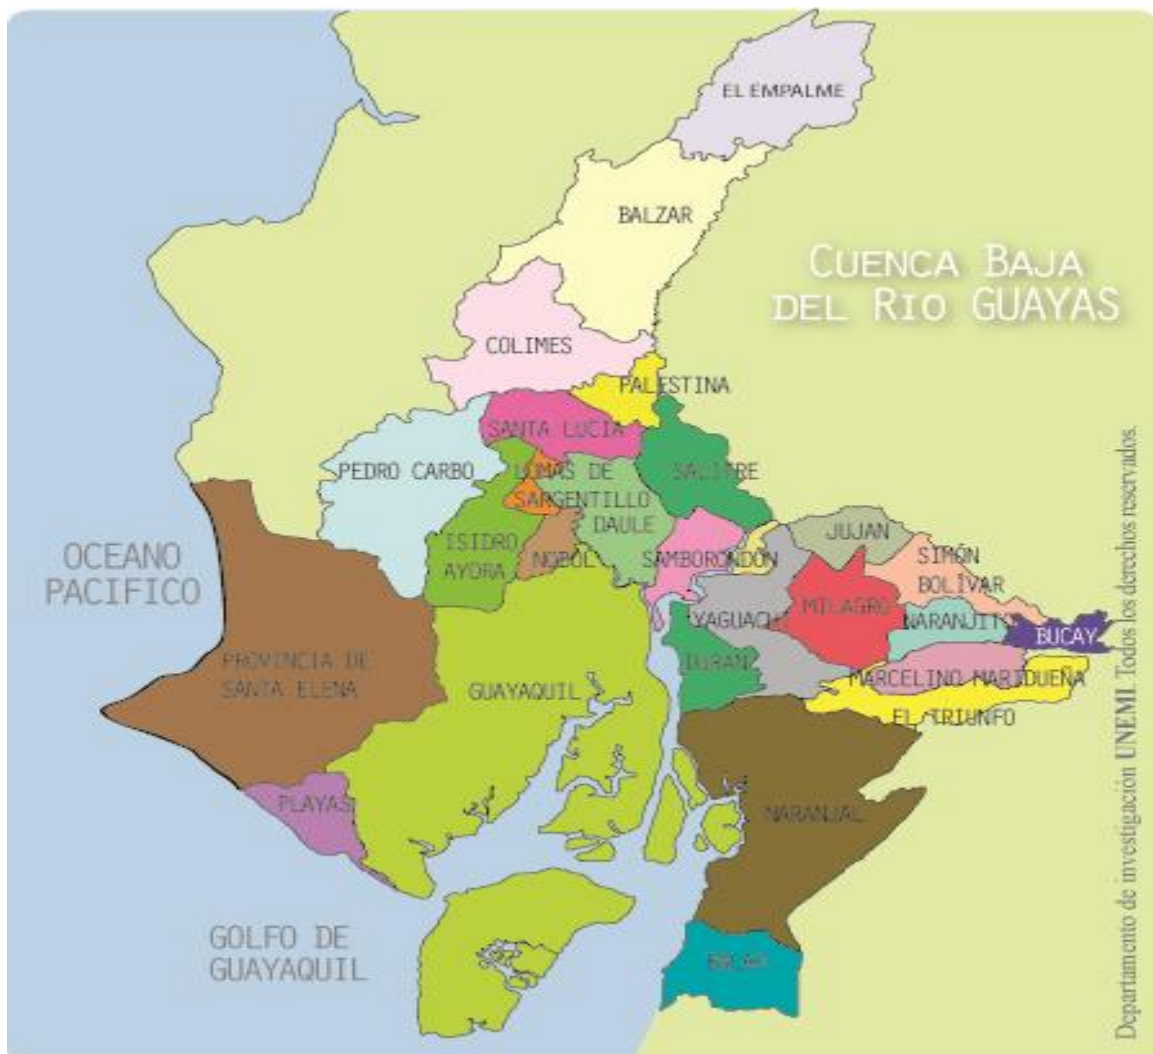 EL EMPALME
BALZAR
CUENCA BAJA
DEL RIO GUAYAS
COLIMES
PALESTINA
SANTA LUCIA
PEDRO CARBO
LOMAS DE
SARGENTILLO
SALITRE
DAULE
ISIDRO
AYORA
NOBOL
SAMBORONDÓN
JUJAN
SIMÓN
BOLÍVAR
OCEANO
PACIFICO
YAGUACHI
MILAGRO
NARANJITO
BUCAY
DURAN
PROVINCIA DE
SANTA ELENA
GUAYAQUIL
MARCELINO MARIDUEÑA
EL TRIUNFO
PLAYAS
NARANJAL
GOLFO DE
GUAYAQUIL
BALAO
Departamento de investigación UNEMI. Todos los derechos reservados.